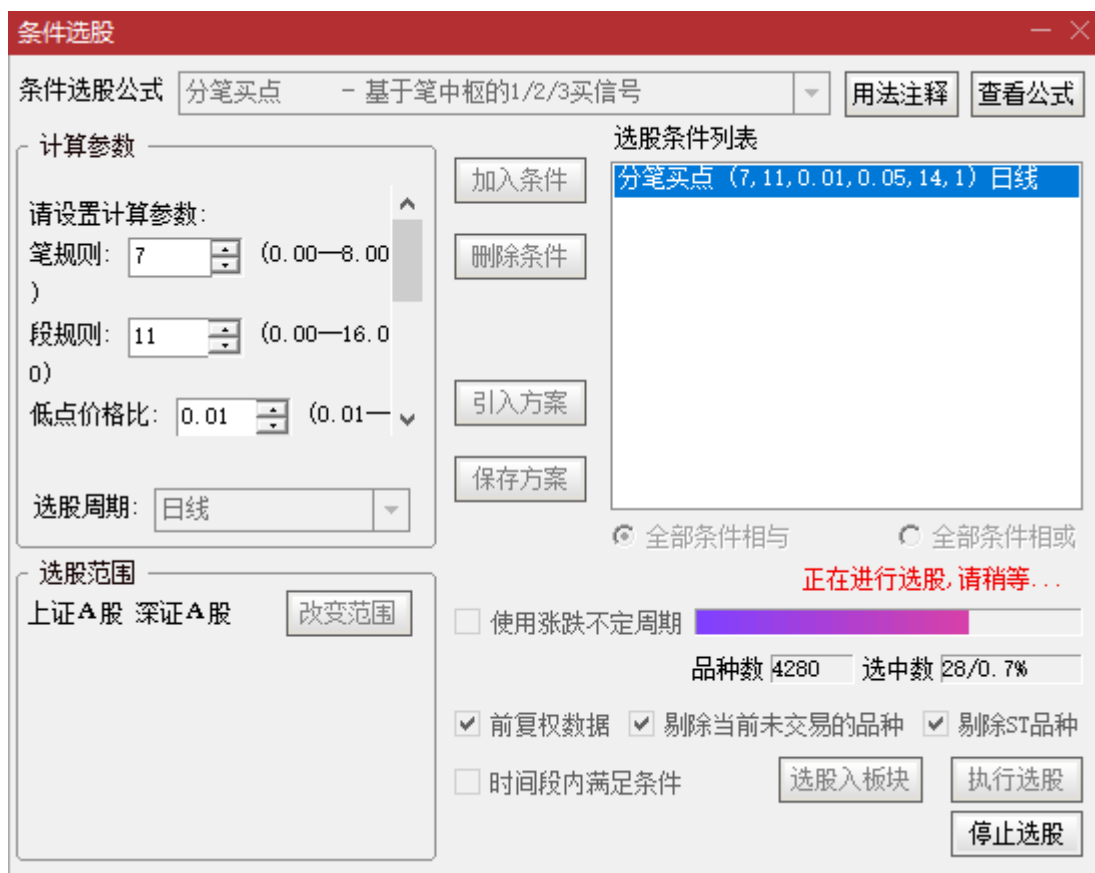 条件选股
条件选股公式 分笔买点 - 基于笔中枢的1/2/3买信号 用法注释 查看公式
计算参数
请设置计算参数:
笔规则: 7 (0.00—8.00
)
段规则: 11 (0.00—16.0
0)
低点价格比: 0.01 (0.01—
选股周期: 日线
加入条件
删除条件
引入方案
保存方案
选股条件列表
分笔买点 (7,11,0.01,0.05,14,1) 日线
全部条件相与 全部条件相或
选股范围
上证A股 深证A股 改变范围
正在进行选股,请稍等...
使用涨跌不定周期
品种数 4280 选中数 28/0.7%
前复权数据 剔除当前未交易的品种 剔除ST品种
时间段内满足条件 选股入板块 执行选股
停止选股